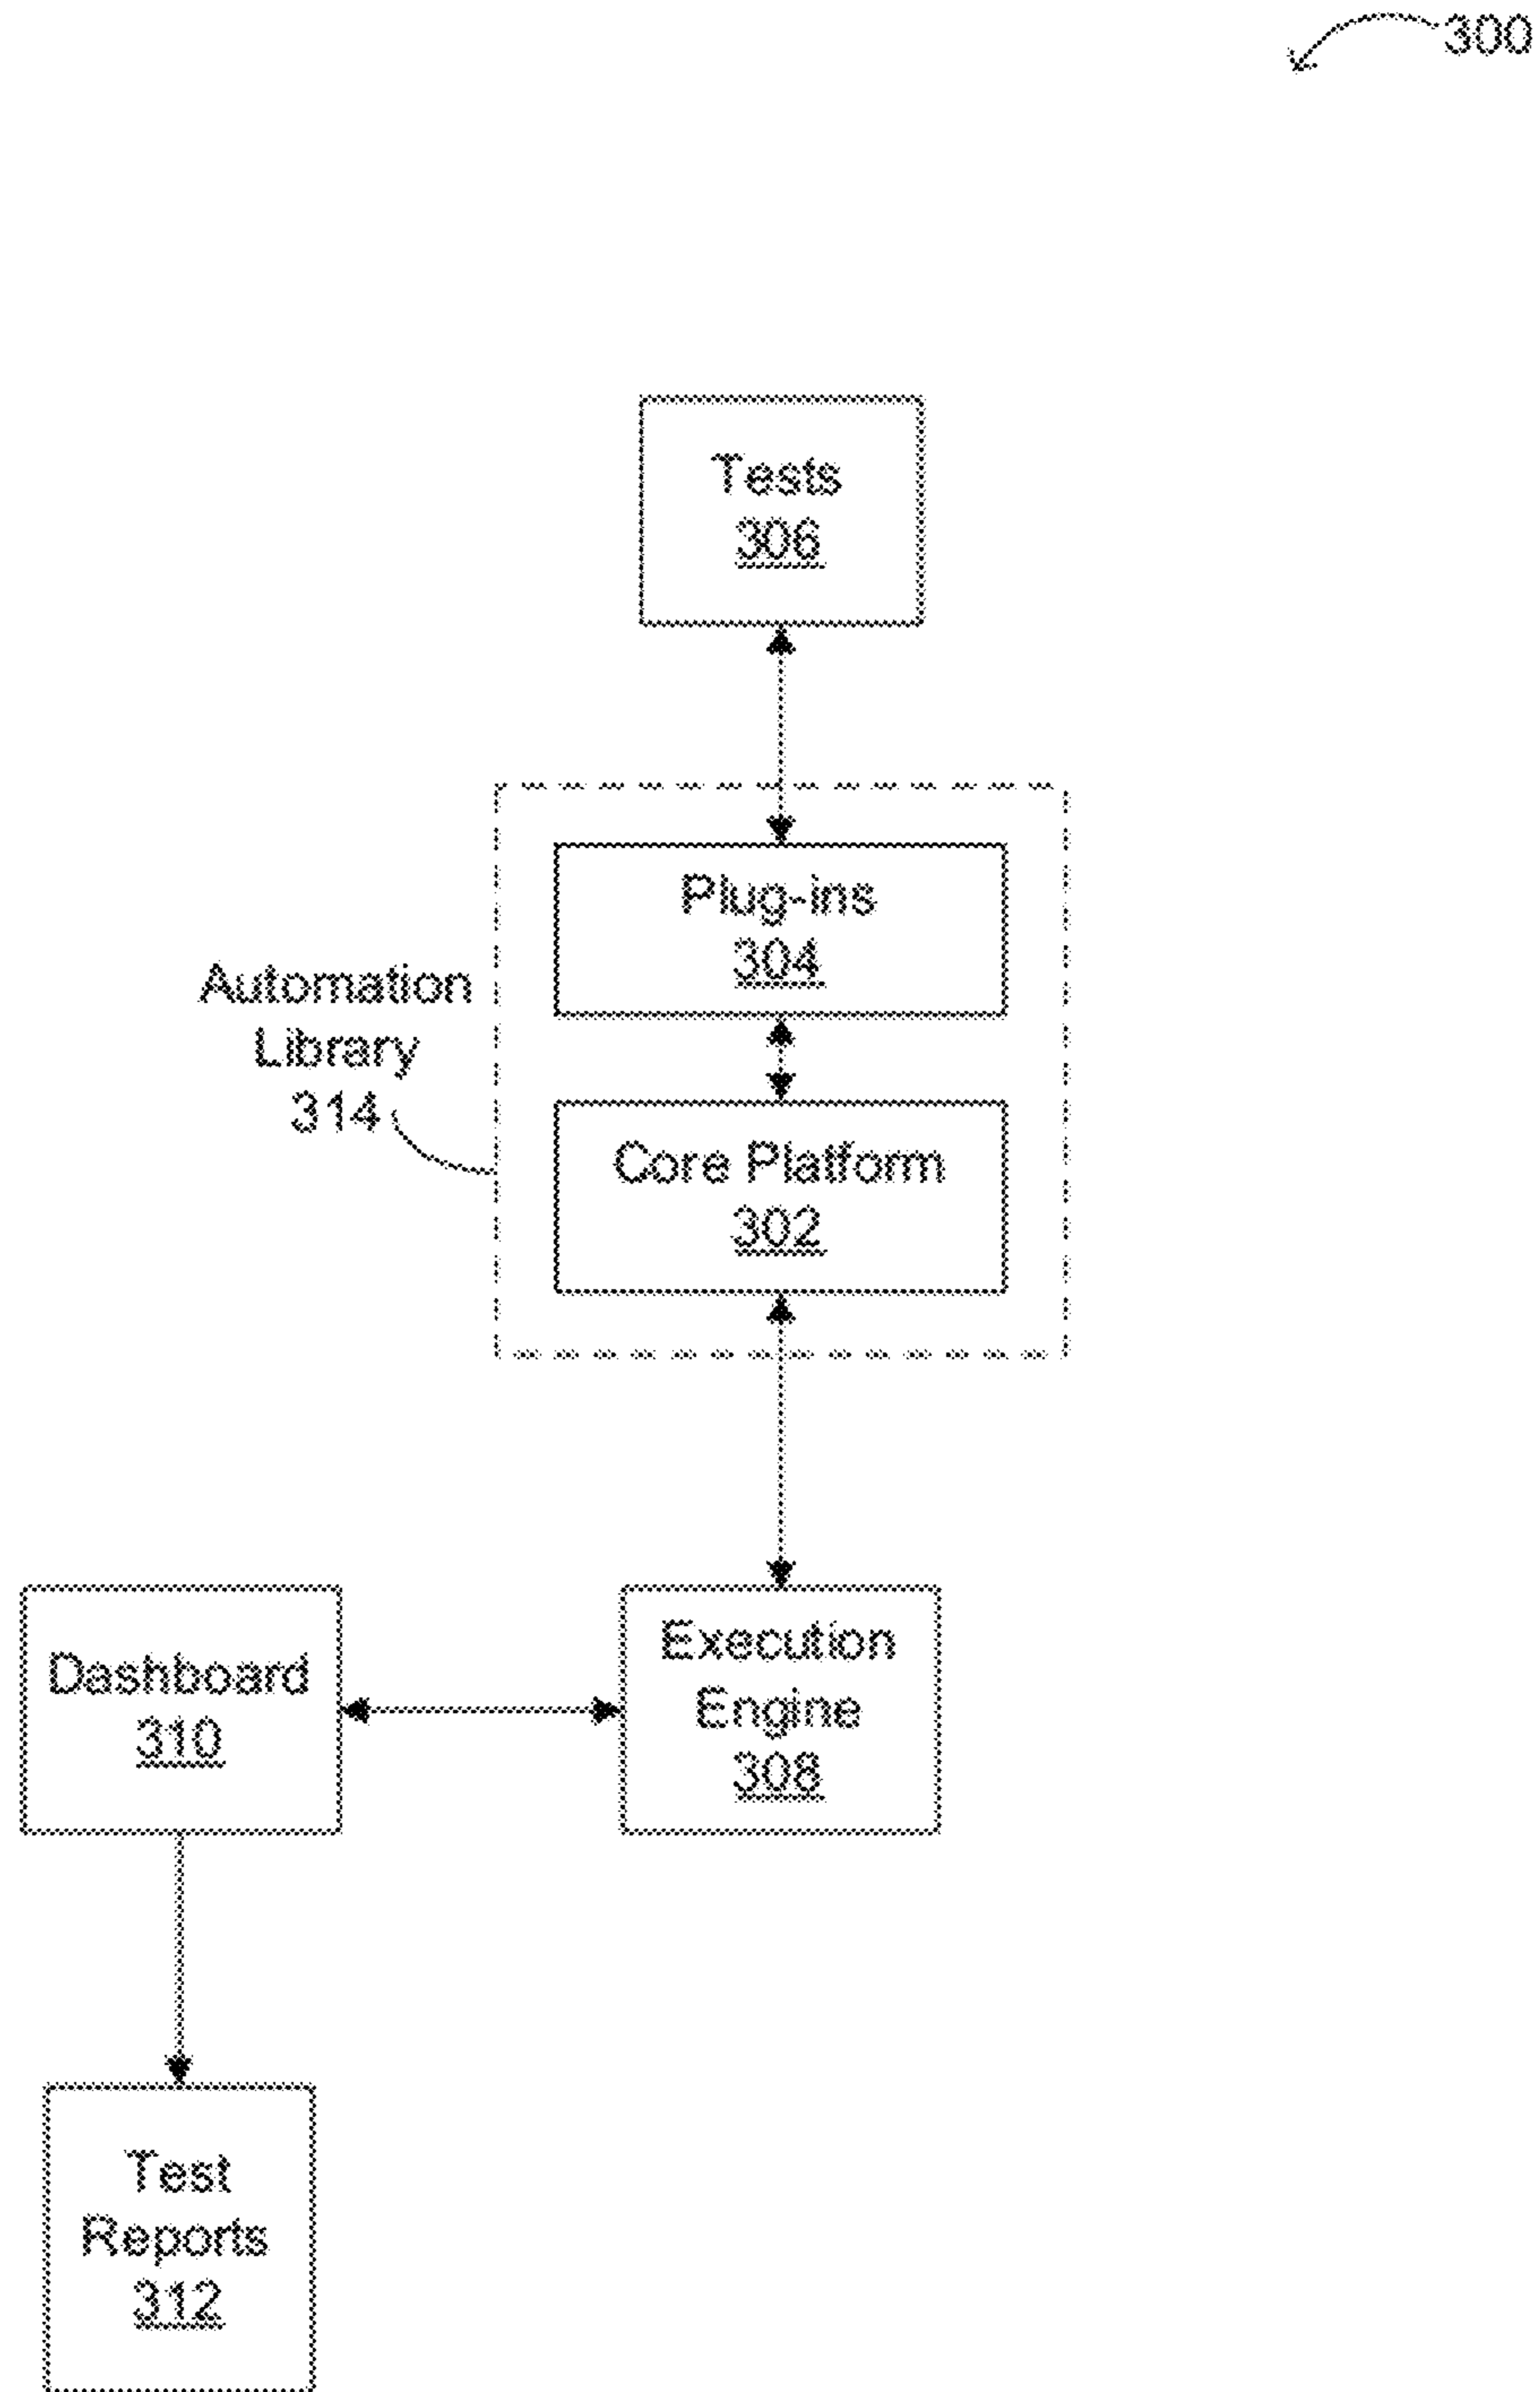 300
Tests
306
Plug-ins
304
Automation
Library
314
Core Platform
302
Execution
Engine
308
Dashboard
310
Test
Reports
312